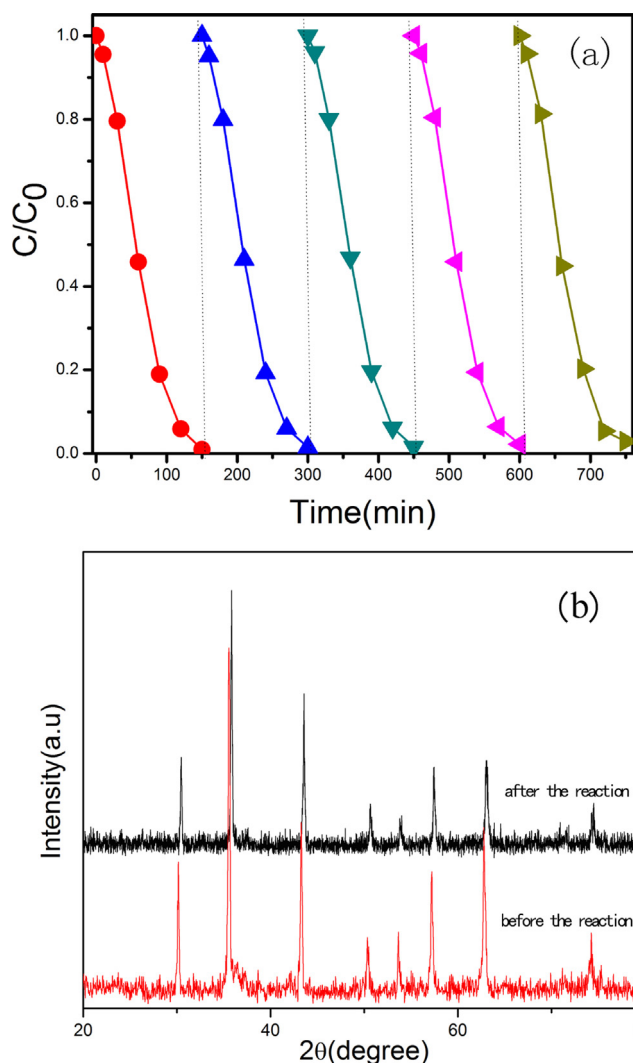 (a)
C/C0
1.0
0.8
0.6
0.4
0.2
0.0
0 100 200 300 400 500 600 700
Time(min)
(b)
Intensity(a.u)
after the reaction
before the reaction
20 40 60
2θ(degree)